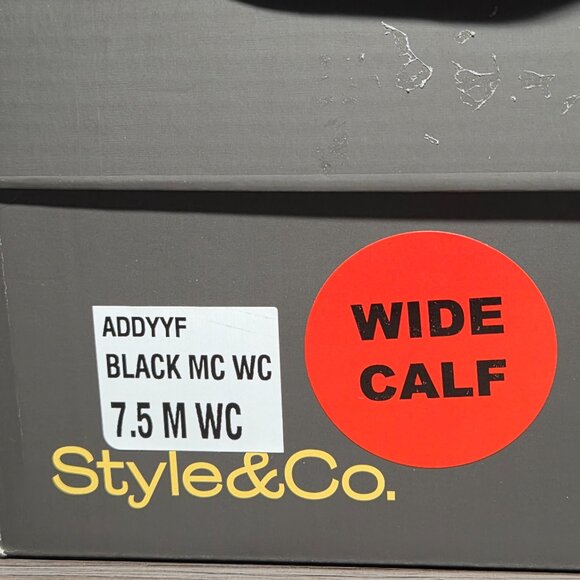 WIDE
CALF
ADDYYF
BLACK MC WC
7.5 M WC
Style&Co.